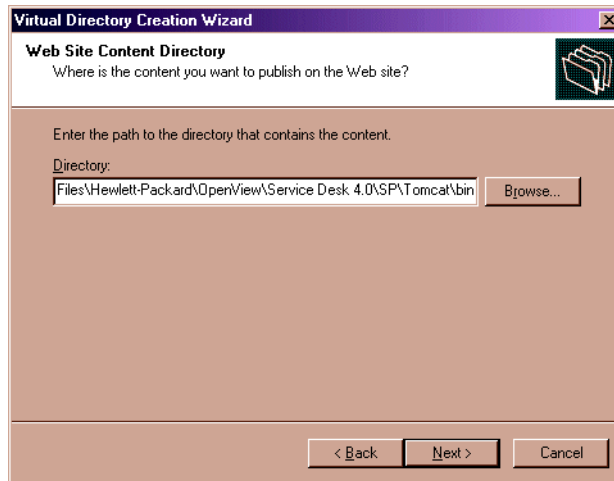 Virtual Directory Creation Wizard
Web Site Content Directory
Where is the content you want to publish on the Web site?
Enter the path to the directory that contains the content.
Directory:
Files\Hewlett-Packard\OpenView\Service Desk 4.0\SP\Tomcat\bin Browse...
< Back Next > Cancel